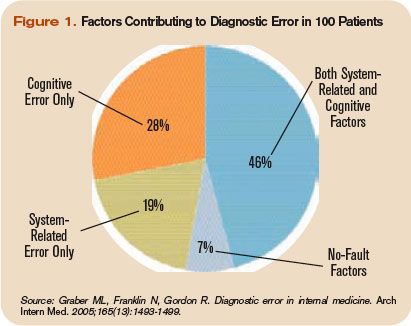 Figure 1. Factors Contributing to Diagnostic Error in 100 Patients
Cognitive
Error Only
28%
Both System-
Related and
Cognitive
Factors
46%
System-
Related
Error Only
19%
7%
No-Fault
Factors
Source: Graber ML, Franklin N, Gordon R. Diagnostic error in internal medicine. Arch
Intern Med. 2005;165(13):1493-1499.